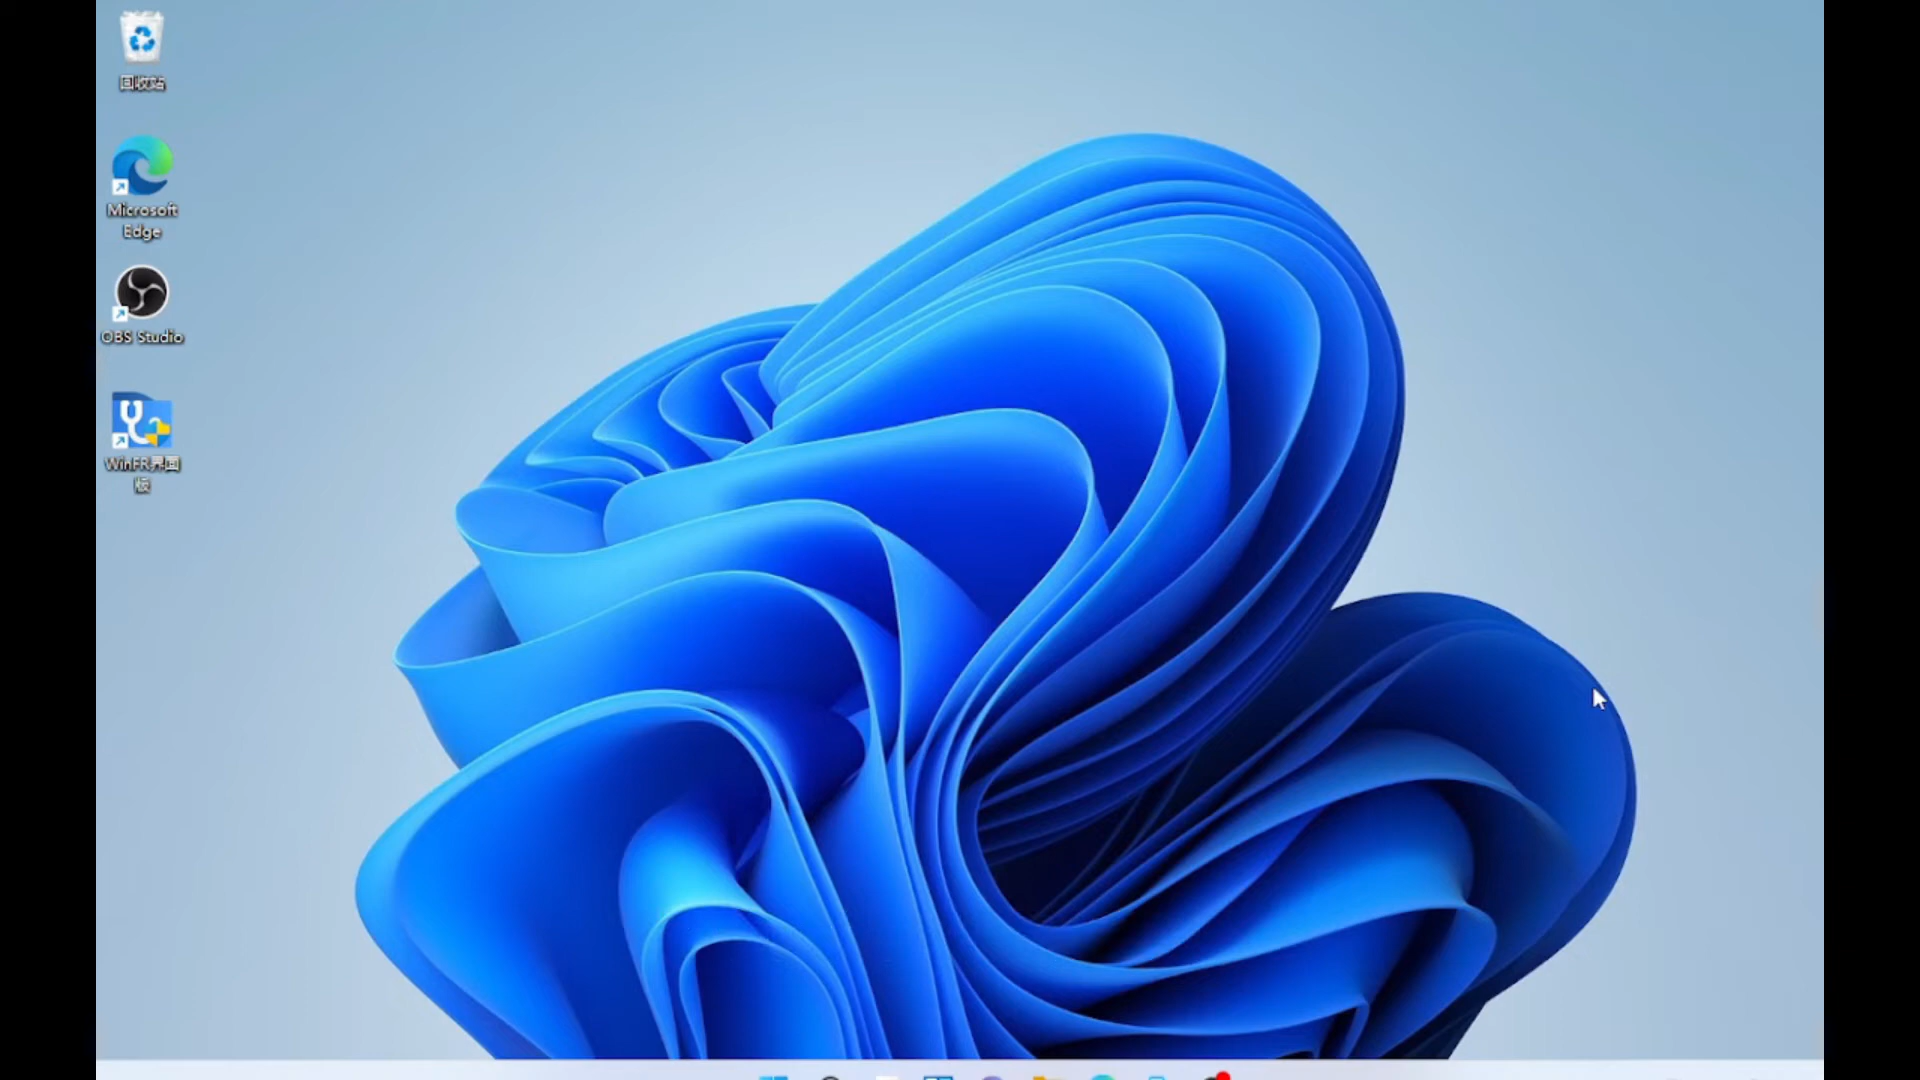 回收站
Microsoft
Edge
OBS Studio
WinFR界面
版